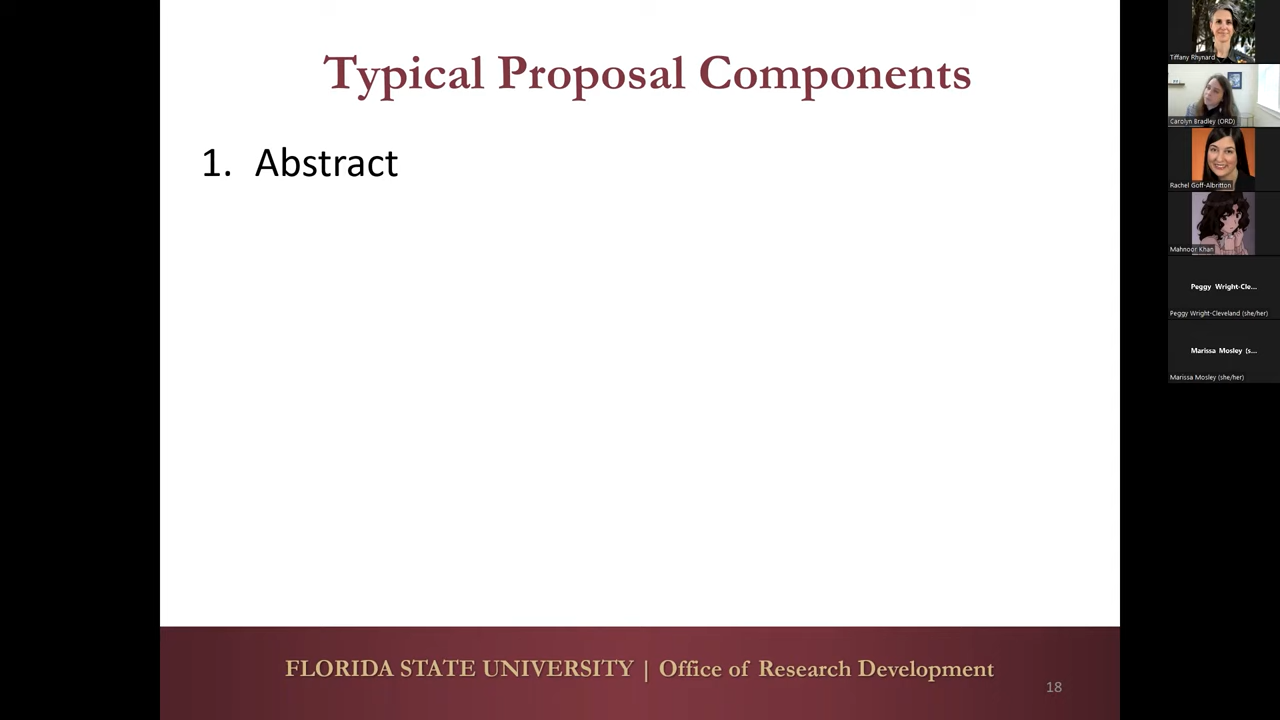 Typical Proposal Components
1. Abstract
FLORIDA STATE UNIVERSITY | Office of Research Development
18
Tiffany Rhynard
Carolyn Bradley (ORD)
Rachel Goff-Albritton
Mahnoor Khan
Peggy Wright-Cle...
Peggy Wright-Cleveland (she/her)
Marissa Mosley (s...
Marissa Mosley (she/her)